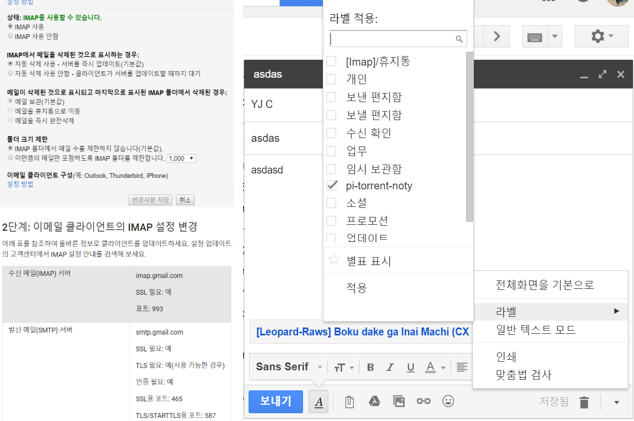 설정 방법
상태: IMAP를 사용할 수 있습니다.
IMAP 사용
IMAP 사용 안함
IMAP에서 메일을 삭제된 것으로 표시하는 경우:
자동 삭제 사용 - 서버를 즉시 업데이트(기본값)
자동 삭제 사용 안함 - 클라이언트가 서버를 업데이트할 때까지 대기
메일이 삭제된 것으로 표시되고 마지막으로 표시된 IMAP 폴더에서 삭제된 경우:
메일 보관(기본값)
메일을 휴지통으로 이동
메일을 즉시 완전삭제
폴더 크기 제한
IMAP 폴더에서 메일 수를 제한하지 않습니다(기본값).
이만큼의 메일만 포함하도록 IMAP 폴더를 제한합니다. 1,000
이메일 클라이언트 구성(예: Outlook, Thunderbird, iPhone)
설정 방법
변경사항 저장 취소
2단계: 이메일 클라이언트의 IMAP 설정 변경
아래 표를 참조하여 올바른 정보로 클라이언트를 업데이트하세요. 설정 업데이트
의 고객센터에서 IMAP 설정 안내를 검색해 보세요.
수신 메일(IMAP) 서버 imap.gmail.com
SSL 필요: 예
포트: 993
발신 메일(SMTP) 서버 smtp.gmail.com
SSL 필요: 예
TLS 필요: 예(사용 가능한 경우)
인증 필요: 예
SSL용 포트: 465
TLS/STARTTLS용 포트: 587
라벨 적용:
[Imap]/휴지통
개인
보낸 편지함
보낼 편지함
수신 확인
업무
임시 보관함
pi-torrent-noty
소셜
프로모션
업데이트
별표 표시
적용
asdas
YJ C
asdas
asdasd
[Leopard-Raws] Boku dake ga Inai Machi (CX
Sans Serif B I U A
보내기 A
저장됨
전체화면을 기본으로
라벨
일반 텍스트 모드
인쇄
맞춤법 검사